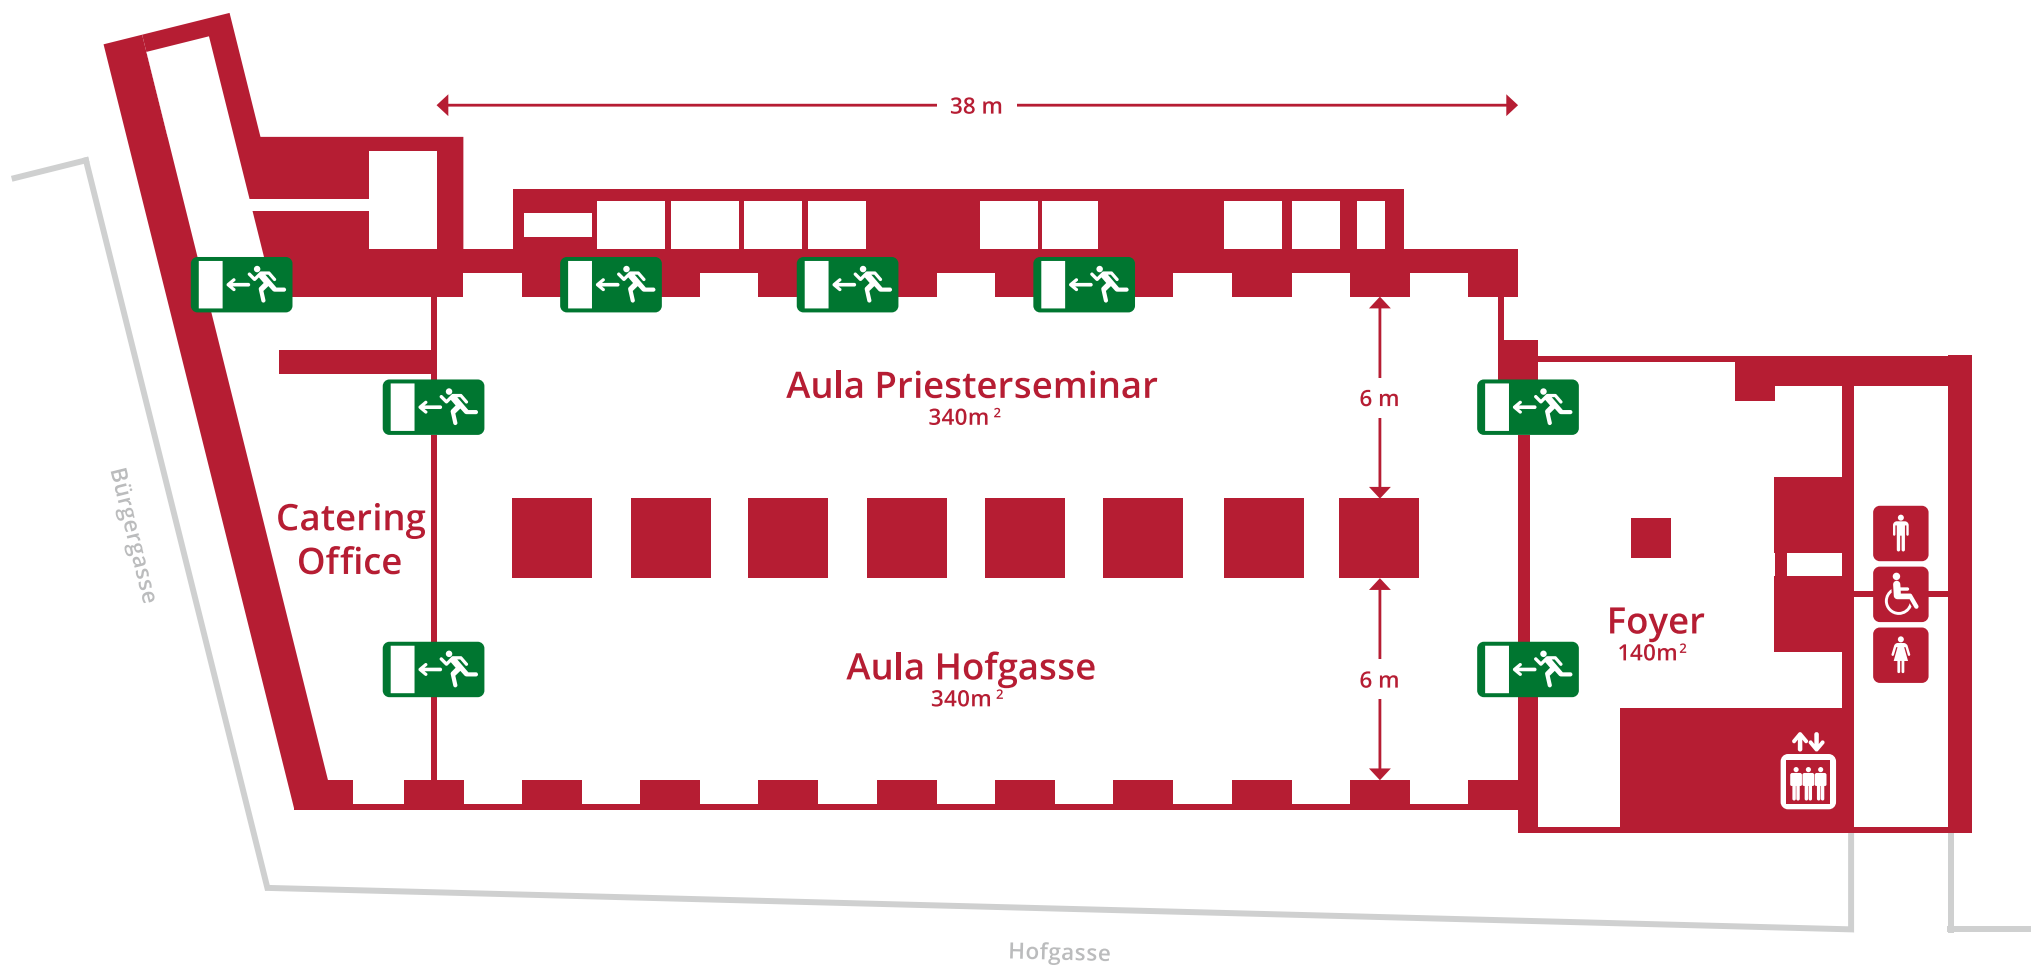 38 m
Aula Priesterseminar
340m²
6 m
Bürgergasse
Catering
Office
Foyer
140m²
Aula Hofgasse
340m²
6 m
Hofgasse